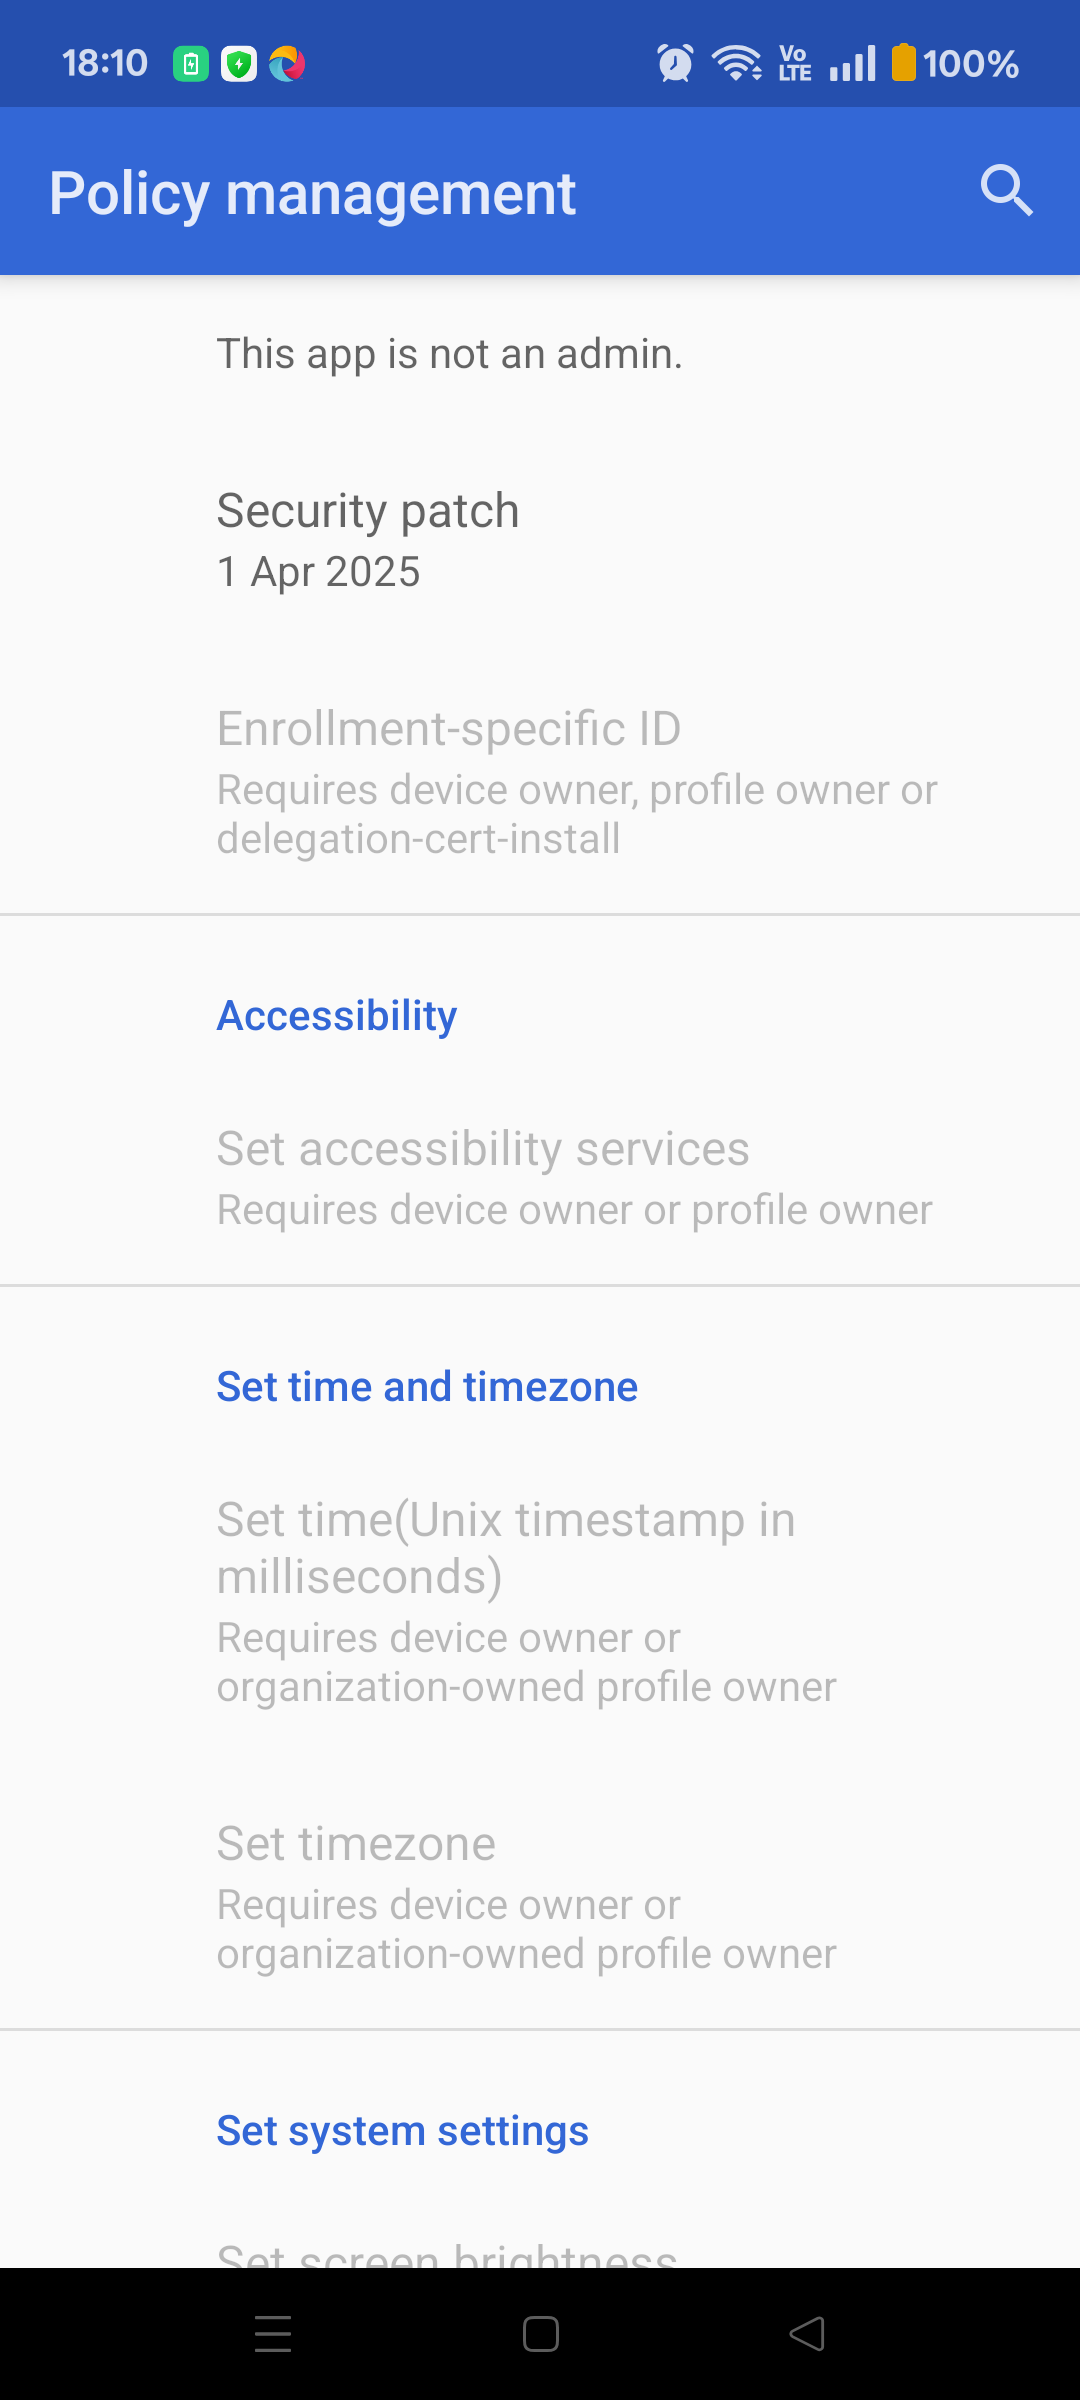 18:10
Vo
LTE
100%
Policy management
This app is not an admin.
Security patch
1 Apr 2025
Enrollment-specific ID
Requires device owner, profile owner or
delegation-cert-install
Accessibility
Set accessibility services
Requires device owner or profile owner
Set time and timezone
Set time(Unix timestamp in
milliseconds)
Requires device owner or
organization-owned profile owner
Set timezone
Requires device owner or
organization-owned profile owner
Set system settings
Set screen brightness